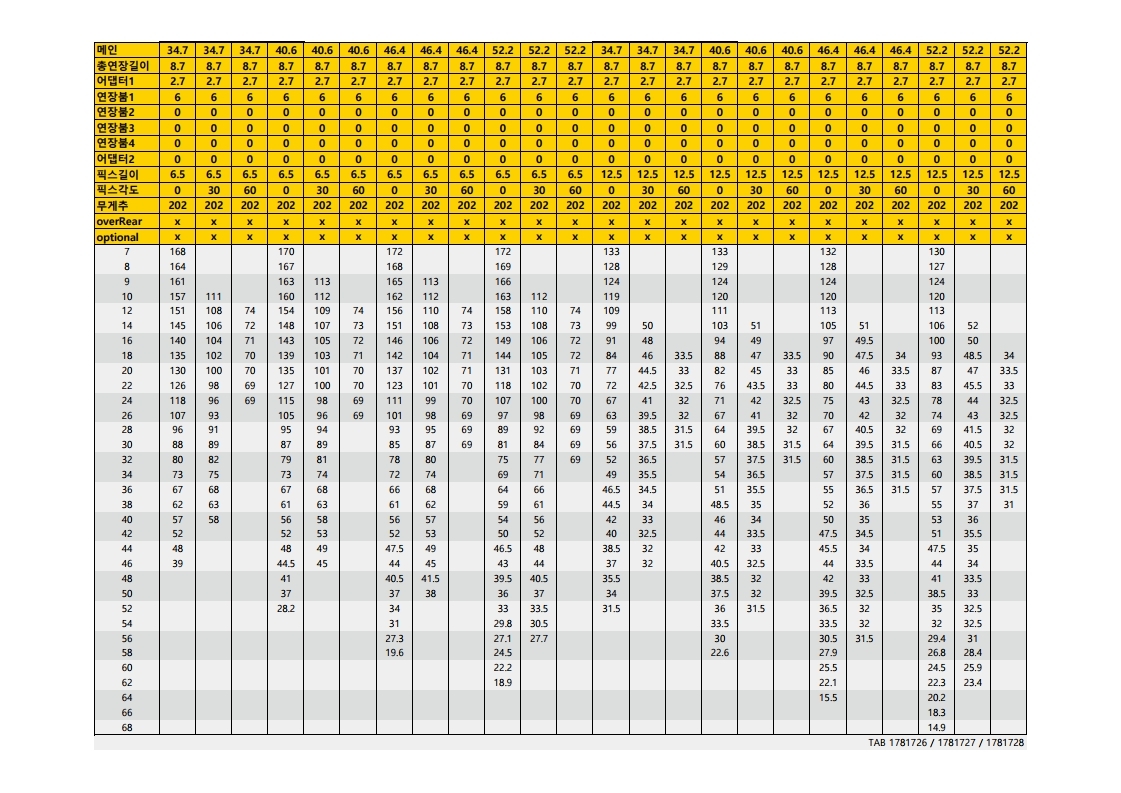 메인 34.7 34.7 34.7 40.6 40.6 40.6 46.4 46.4 46.4 52.2 52.2 52.2 34.7 34.7 34.7 40.6 40.6 40.6 46.4 46.4 46.4 52.2 52.2 52.2
총연장길이 8.7 8.7 8.7 8.7 8.7 8.7 8.7 8.7 8.7 8.7 8.7 8.7 8.7 8.7 8.7 8.7 8.7 8.7 8.7 8.7 8.7 8.7 8.7 8.7
어댑터1 2.7 2.7 2.7 2.7 2.7 2.7 2.7 2.7 2.7 2.7 2.7 2.7 2.7 2.7 2.7 2.7 2.7 2.7 2.7 2.7 2.7 2.7 2.7 2.7
연장붐1 6 6 6 6 6 6 6 6 6 6 6 6 6 6 6 6 6 6 6 6 6 6 6 6
연장붐2 0 0 0 0 0 0 0 0 0 0 0 0 0 0 0 0 0 0 0 0 0 0 0 0
연장붐3 0 0 0 0 0 0 0 0 0 0 0 0 0 0 0 0 0 0 0 0 0 0 0 0
연장붐4 0 0 0 0 0 0 0 0 0 0 0 0 0 0 0 0 0 0 0 0 0 0 0 0
어댑터2 0 0 0 0 0 0 0 0 0 0 0 0 0 0 0 0 0 0 0 0 0 0 0 0
픽스길이 6.5 6.5 6.5 6.5 6.5 6.5 6.5 6.5 6.5 6.5 6.5 6.5 12.5 12.5 12.5 12.5 12.5 12.5 12.5 12.5 12.5 12.5 12.5 12.5
픽스각도 0 30 60 0 30 60 0 30 60 0 30 60 0 30 60 0 30 60 0 30 60 0 30 60
무게추 202 202 202 202 202 202 202 202 202 202 202 202 202 202 202 202 202 202 202 202 202 202 202 202
overRear x x x x x x x x x x x x x x x x x x x x x x x x
optional x x x x x x x x x x x x x x x x x x x x x x x x
7 168 170 172 172 133 133 132 130
8 164 167 168 169 128 129 128 127
9 161 163 113 165 113 166 124 124 124 124
10 157 111 160 112 162 112 163 112 119 120 120 120
12 151 108 74 154 109 74 156 110 74 158 110 74 109 111 113 113
14 145 106 72 148 107 73 151 108 73 153 108 73 99 50 103 51 105 51 106 52
16 140 104 71 143 105 72 146 106 72 149 106 72 91 48 94 49 97 49.5 100 50
18 135 102 70 139 103 71 142 104 71 144 105 72 84 46 33.5 88 47 33.5 90 47.5 34 93 48.5 34
20 130 100 70 135 101 70 137 102 71 131 103 71 77 44.5 33 82 45 33 85 46 33.5 87 47 33.5
22 126 98 69 127 100 70 123 101 70 118 102 70 72 42.5 32.5 76 43.5 33 80 44.5 33 83 45.5 33
24 118 96 69 115 98 69 111 99 70 107 100 70 67 41 32 71 42 32.5 75 43 32.5 78 44 32.5
26 107 93 105 96 69 101 98 69 97 98 69 63 39.5 32 67 41 32 70 42 32 74 43 32.5
28 96 91 95 94 93 95 69 89 92 69 59 38.5 31.5 64 39.5 32 67 40.5 32 69 41.5 32
30 88 89 87 89 85 87 69 81 84 69 56 37.5 31.5 60 38.5 31.5 64 39.5 31.5 66 40.5 32
32 80 82 79 81 78 80 75 77 69 52 36.5 57 37.5 31.5 60 38.5 31.5 63 39.5 31.5
34 73 75 73 74 72 74 69 71 49 35.5 54 36.5 57 37.5 31.5 60 38.5 31.5
36 67 68 67 68 66 68 64 66 46.5 34.5 51 35.5 55 36.5 31.5 57 37.5 31.5
38 62 63 62 63 61 62 59 61 44.5 34 48.5 35 52 36 55 37 31
40 57 58 56 58 56 57 54 56 42 33 46 34 50 35 53 36
42 52 52 53 52 53 50 52 40 32.5 44 33.5 47.5 34.5 51 35.5
44 48 48 49 47.5 49 46.5 48 38.5 32 42 33 45.5 34 47.5 35
46 39 44.5 45 44 45 43 44 37 32 40.5 32.5 44 33.5 44 34
48 41 40.5 41.5 39.5 40.5 35.5 38.5 32 42 33 41 33.5
50 37 37 38 36 37 34 37.5 32 39.5 32.5 38.5 33
52 28.2 34 33 33.5 31.5 36 31.5 36.5 32 35 32.5
54 31 29.8 30.5 33.5 33.5 32 32 32.5
56 27.3 27.1 27.7 30 30.5 31.5 29.4 31
58 19.6 24.5 22.6 27.9 26.8 28.4
60 22.2 25.5 24.5 25.9
62 18.9 22.1 22.3 23.4
64 15.5 20.2
66 18.3
68 14.9
TAB 1781726 / 1781727 / 1781728